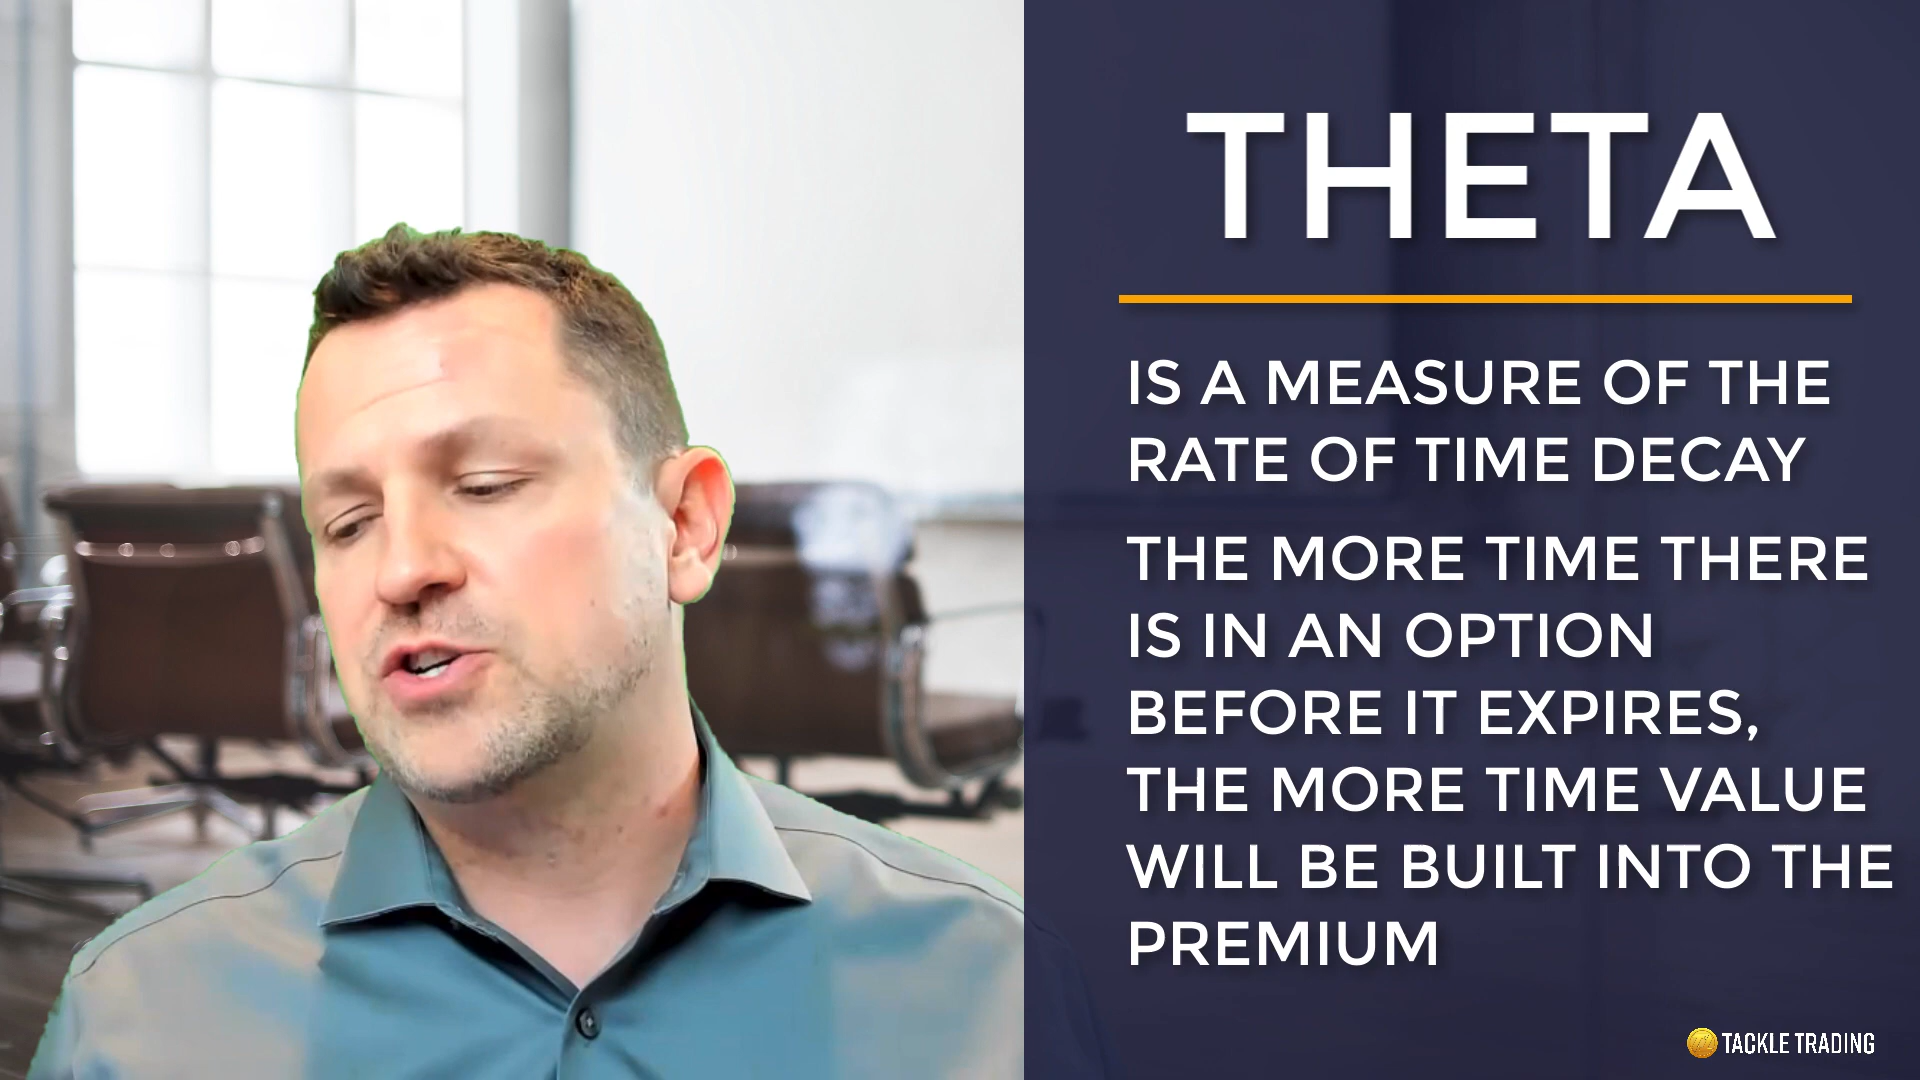 THETA
IS A MEASURE OF THE
RATE OF TIME DECAY
THE MORE TIME THERE
IS IN AN OPTION
BEFORE IT EXPIRES,
THE MORE TIME VALUE
WILL BE BUILT INTO THE
PREMIUM
TACKLE TRADING